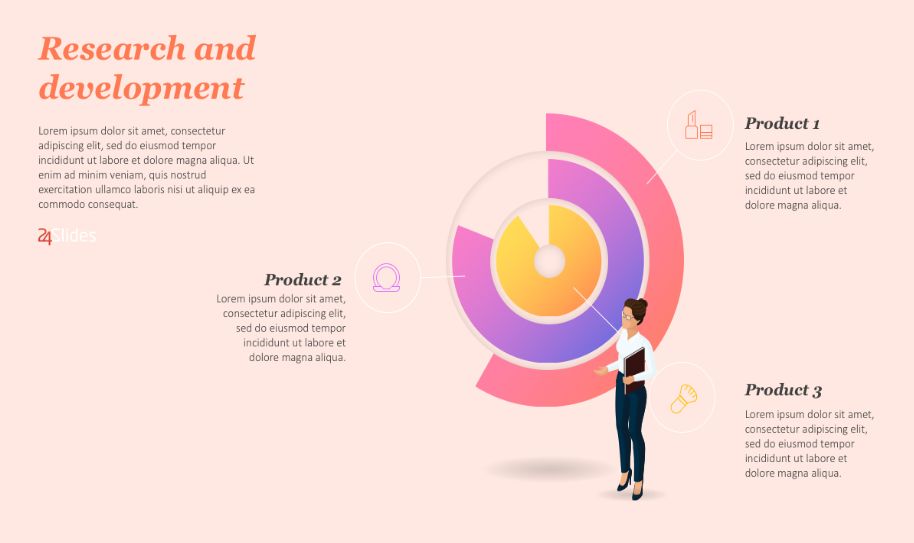 Research and
development
Lorem ipsum dolor sit amet, consectetur
adipiscing elit, sed do eiusmod tempor
incididunt ut labore et dolore magna aliqua. Ut
enim ad minim veniam, quis nostrud
exercitation ullamco laboris nisi ut aliquip ex ea
commodo consequat.
24Slides
Product 1
Lorem ipsum dolor sit amet,
consectetur adipiscing elit,
sed do eiusmod tempor
incididunt ut labore et
dolore magna aliqua.
Product 2
Lorem ipsum dolor sit amet,
consectetur adipiscing elit,
sed do eiusmod tempor
incididunt ut labore et
dolore magna aliqua.
Product 3
Lorem ipsum dolor sit amet,
consectetur adipiscing elit,
sed do eiusmod tempor
incididunt ut labore et
dolore magna aliqua.